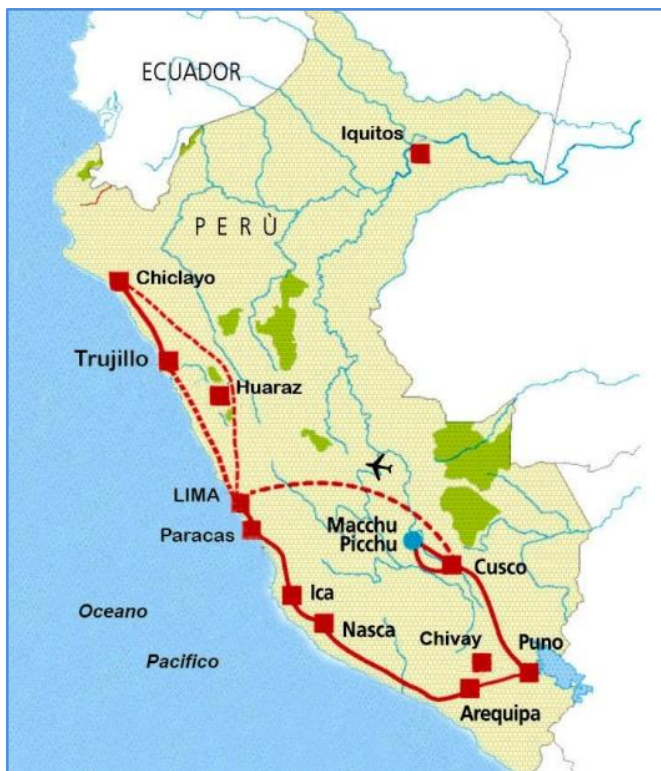 ECUADOR
Iquitos
PERÙ
Chiclayo
Trujillo
Huaraz
LIMA
Paracas
Macchu
Picchu
Cusco
Ica
Oceano
Nasca
Chivay
Puno
Pacifico
Arequipa